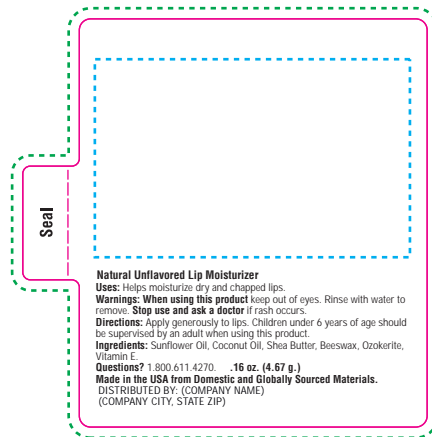 Seal
Natural Unflavored Lip Moisturizer
Uses: Helps moisturize dry and chapped lips.
Warnings: When using this product keep out of eyes. Rinse with water to
remove. Stop use and ask a doctor if rash occurs.
Directions: Apply generously to lips. Children under 6 years of age should
be supervised by an adult when using this product.
Ingredients: Sunflower Oil, Coconut Oil, Shea Butter, Beeswax, Ozokerite,
Vitamin E.
Questions? 1.800.611.4270. .16 oz. (4.67 g.)
Made in the USA from Domestic and Globally Sourced Materials.
DISTRIBUTED BY: (COMPANY NAME)
(COMPANY CITY, STATE ZIP)